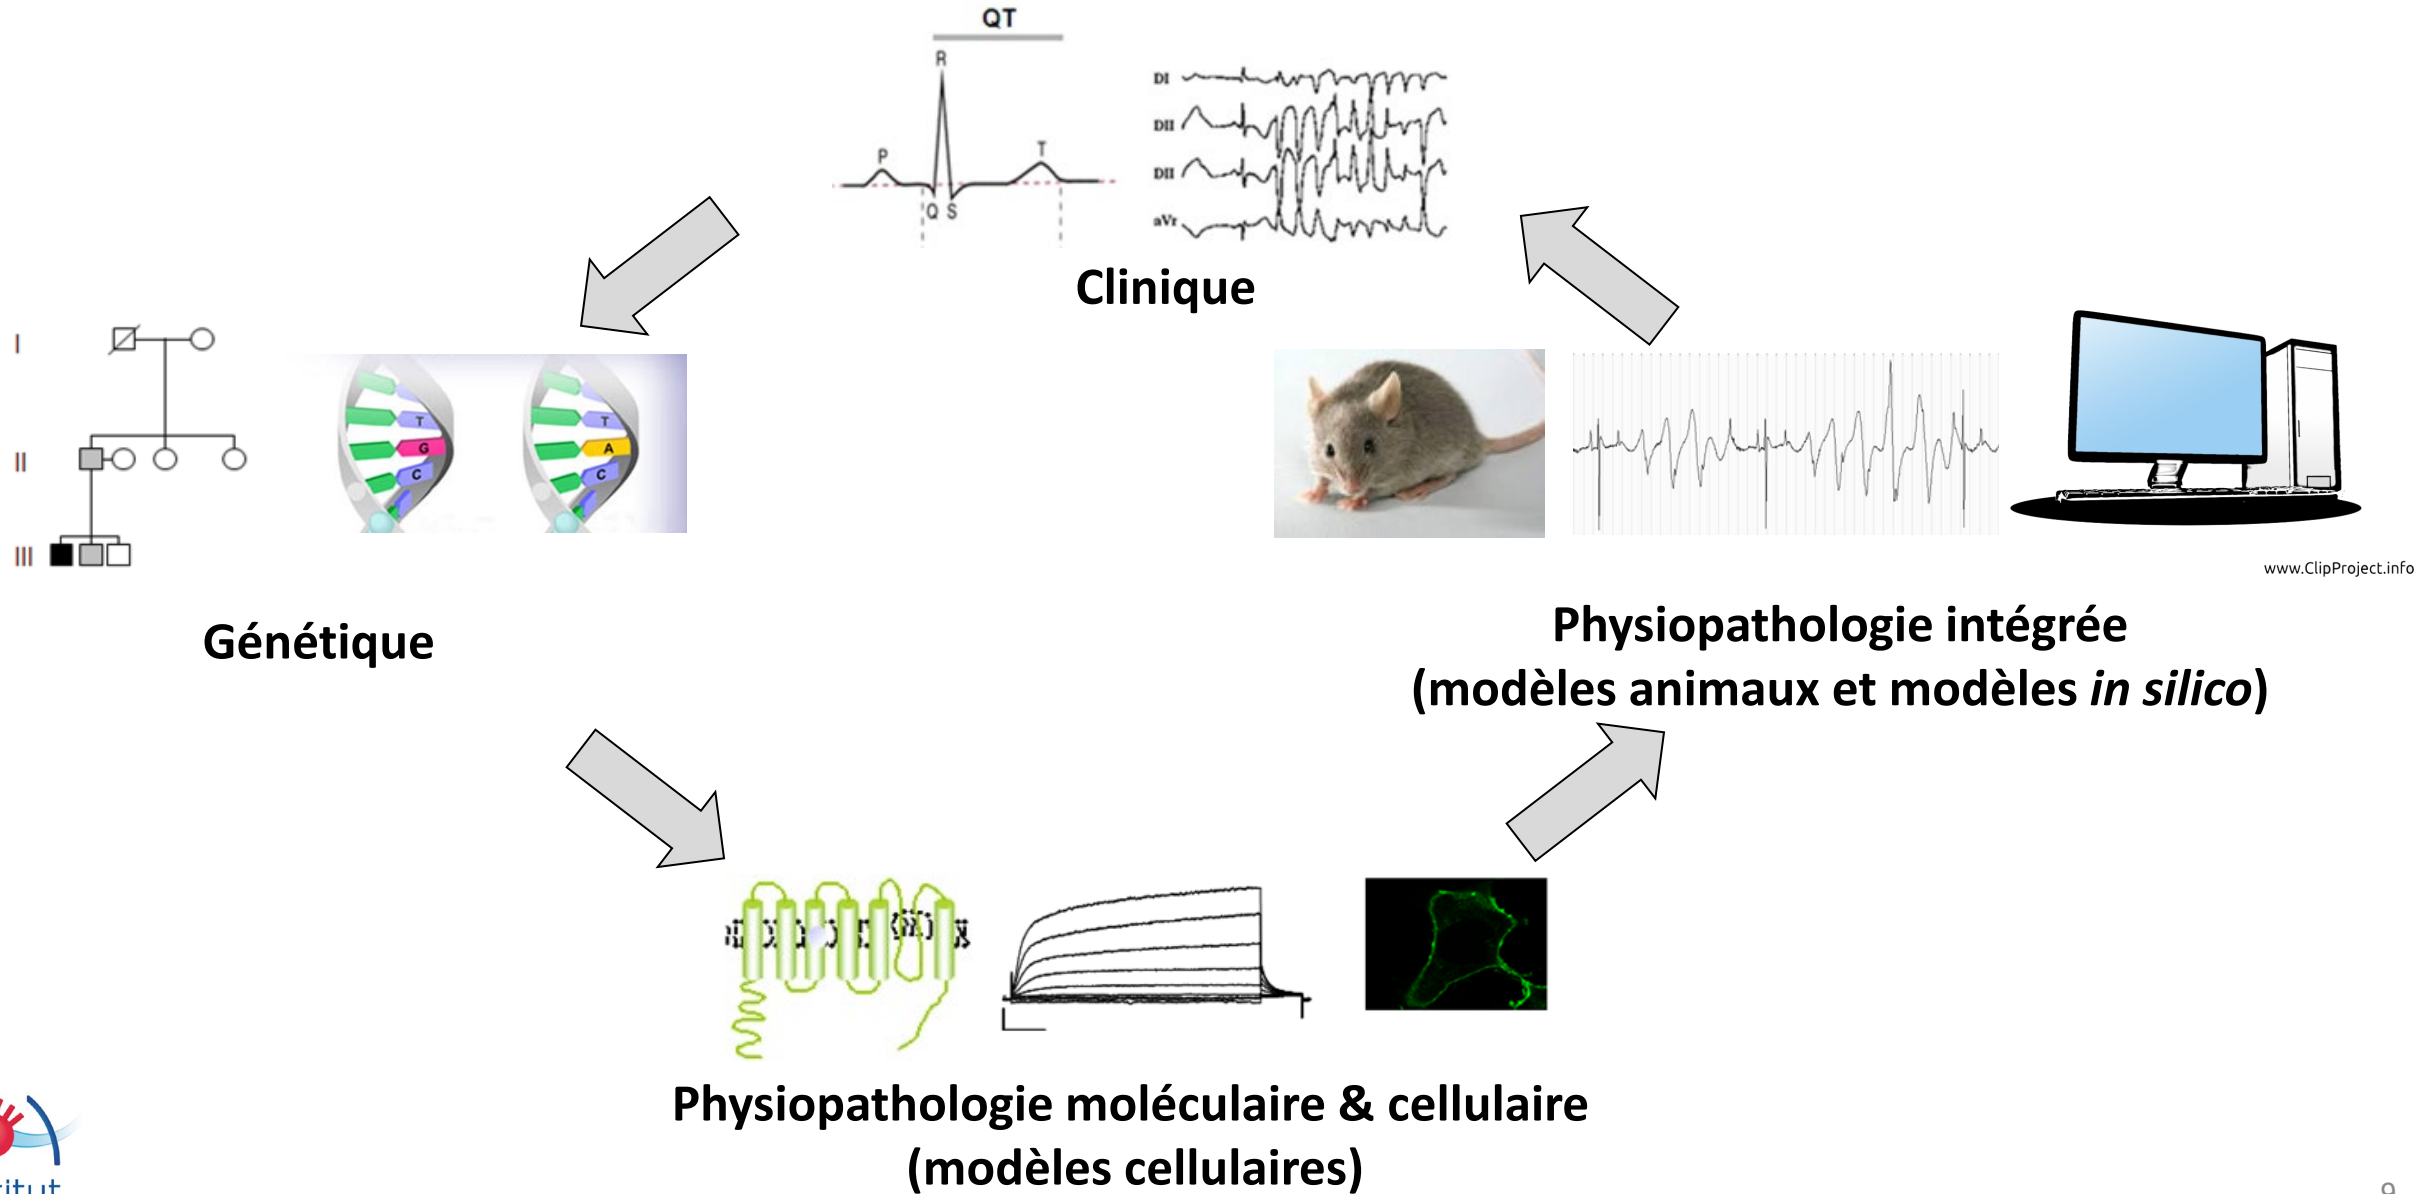 QT
R
P
T
Q S
DI
DII
DII
aVr
Clinique
I
II
III
T
G
C
T
A
C
www.ClipProject.info
Génétique
Physiopathologie intégrée
(modèles animaux et modèles in silico)
Physiopathologie moléculaire & cellulaire
(modèles cellulaires)
9